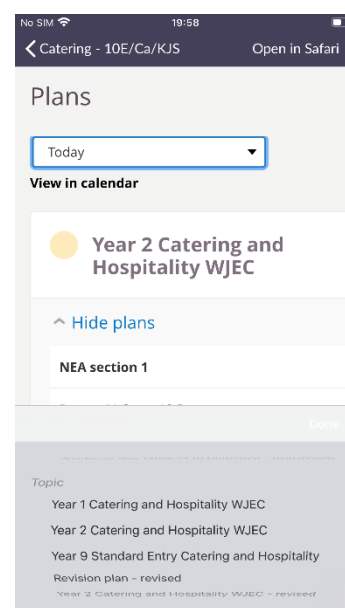 No SIM 19:58
Catering - 10E/Ca/KJS Open in Safari
Plans
Today
View in calendar
Year 2 Catering and
Hospitality WJEC
Hide plans
NEA section 1
Done
Topic
Year 1 Catering and Hospitality WJEC
Year 2 Catering and Hospitality WJEC
Year 9 Standard Entry Catering and Hospitality
Revision plan - revised
Year 2 Catering and Hospitality WJEC - revised